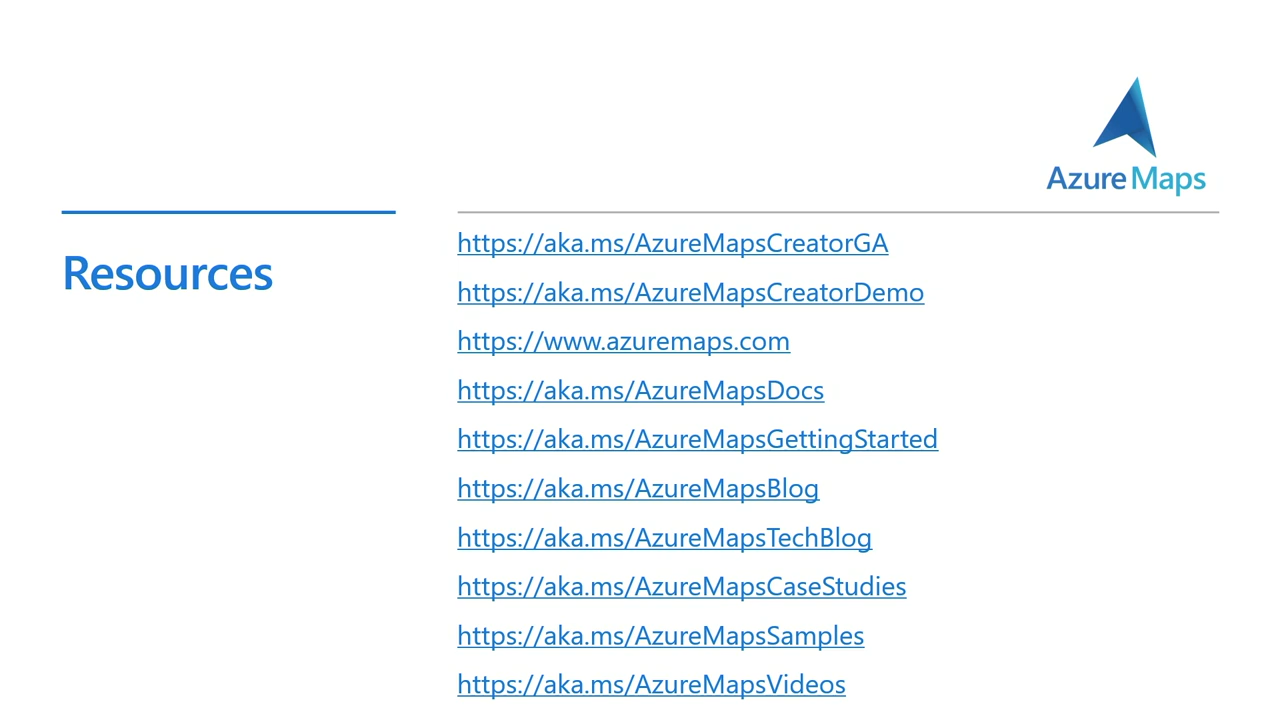 Azure Maps
Resources
https://aka.ms/AzureMapsCreatorGA
https://aka.ms/AzureMapsCreatorDemo
https://www.azuremaps.com
https://aka.ms/AzureMapsDocs
https://aka.ms/AzureMapsGettingStarted
https://aka.ms/AzureMapsBlog
https://aka.ms/AzureMapsTechBlog
https://aka.ms/AzureMapsCaseStudies
https://aka.ms/AzureMapsSamples
https://aka.ms/AzureMapsVideos